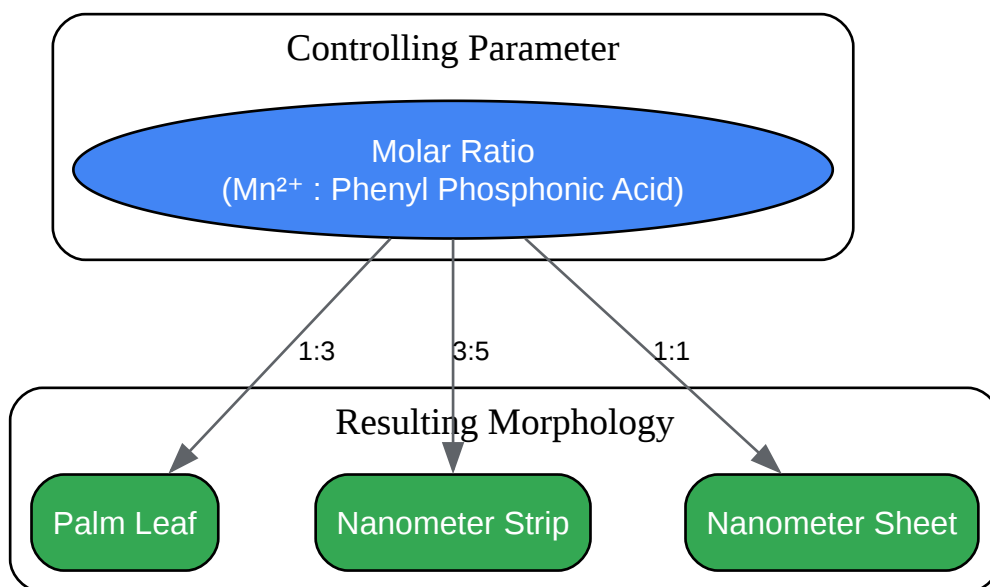 Controlling Parameter
Molar Ratio
(Mn²⁺ : Phenyl Phosphonic Acid)
1:3
3:5
1:1
Resulting Morphology
Palm Leaf
Nanometer Strip
Nanometer Sheet